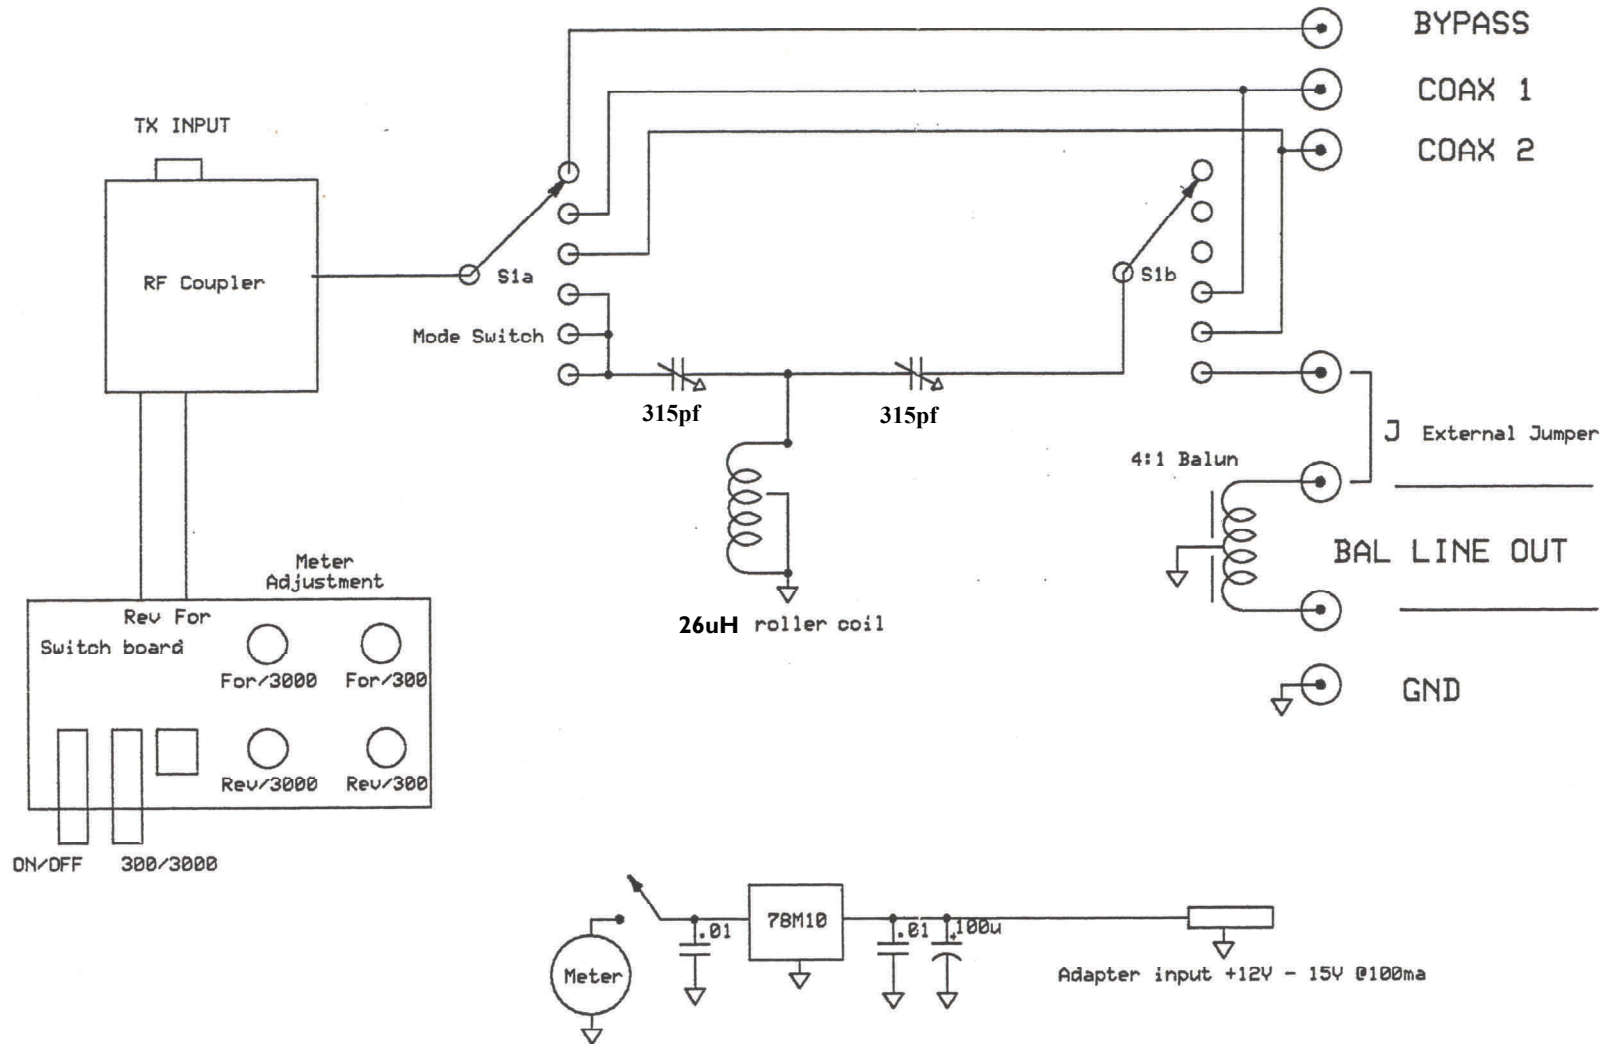 BYPASS
COAX 1
COAX 2
TX INPUT
RF Coupler
S1a
S1b
Mode Switch
315pf
315pf
J External Jumper
4:1 Balun
BAL LINE OUT
26uH roller coil
GND
Meter
Adjustment
Rev For
Switch board
For/3000 For/300
Rev/3000 Rev/300
ON/OFF 300/3000
.01
78M10
.01
+
100u
Meter
Adapter input +12V - 15V @100ma